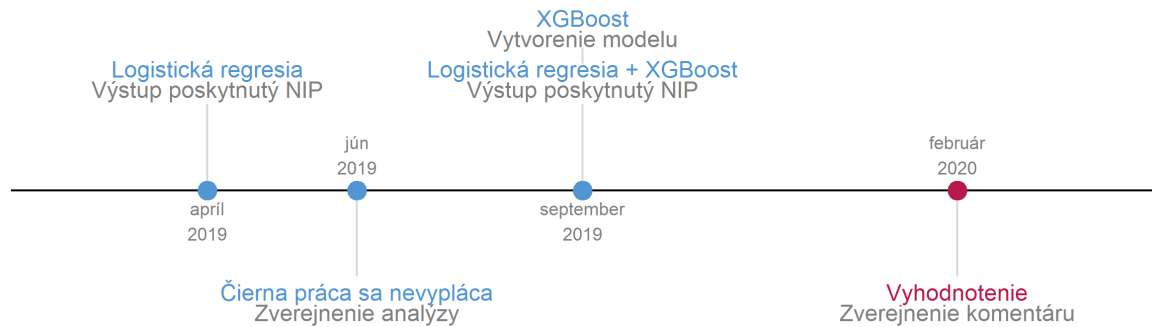 XGBoost
Vytvorenie modelu
Logistická regresia
Výstup poskytnutý NIP
Logistická regresia + XGBoost
Výstup poskytnutý NIP
jún
2019
február
2020
apríl
2019
september
2019
Čierna práca sa nevypláca
Zverejnenie analýzy
Vyhodnotenie
Zverejnenie komentáru